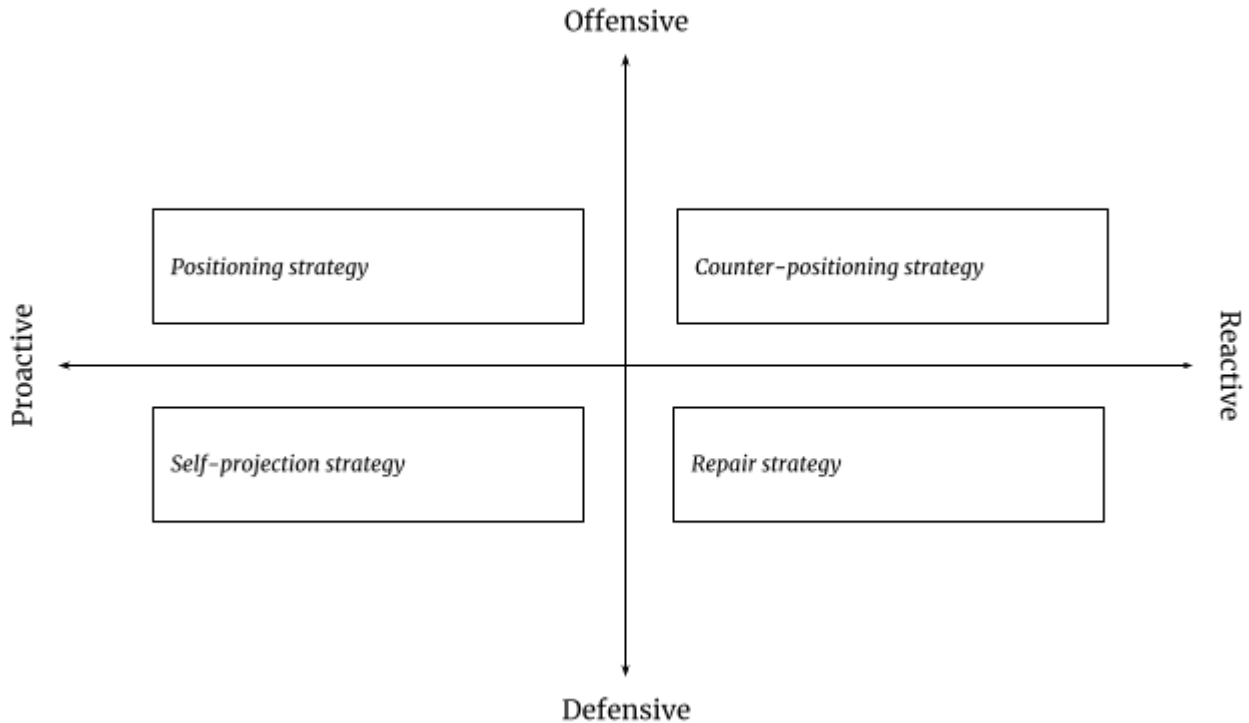 Offensive
Positioning strategy
Counter-positioning strategy
Proactive
Reactive
Self-projection strategy
Repair strategy
Defensive